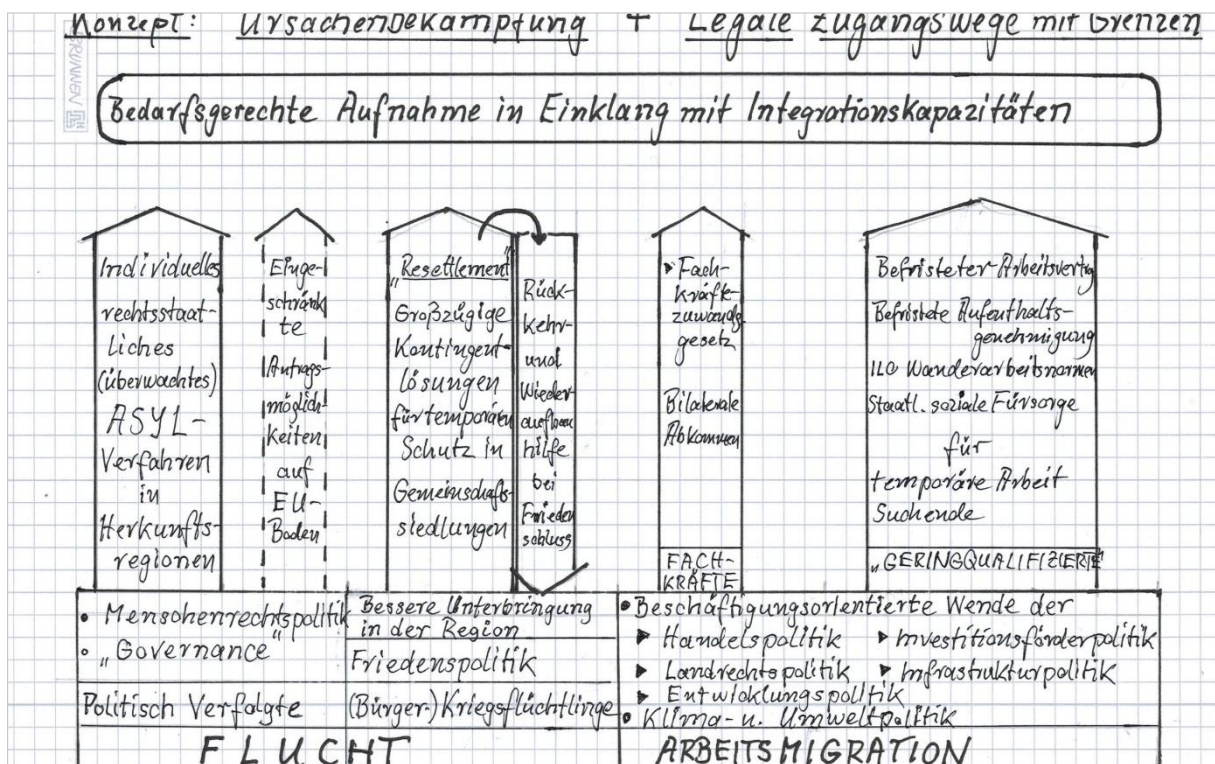 Konzept: Ursachenbekämpfung + Legale Zugangswege mit Grenzen
BRUNNEN
Bedarfsgerechte Aufnahme in Einklang mit Integrationskapazitäten
Individuelles
rechtsstaat-
liches
(überwachtes)
ASYL-
Verfahren
in
Herkunfts-
regionen
Einge-
schränk
te
Antrags-
möglich-
keiten
auf
EU-
Boden
"Resettlement"
Großzügige
Kontingent-
lösungen
für temporären
Schutz in
Gemeinschafts-
siedlungen
Rück-
kehr-
und
Wieder-
aufbau
hilfe
bei
Frieden
schluss
Fach-
kräfte-
zuwandgs
gesetz
Bilaterale
Abkommen
FACH-
KRÄFTE
Befristeter Arbeitsvertrg
Befristete Aufenthalts-
genehmigung
ILO Wanderarbeitsnormen
Staatl. soziale Fürsorge
für
temporäre Arbeit
Suchende
"GERINGQUALIFIZIERTE"
• Menschenrechtspolitik
• "Governance"
Politisch Verfolgte
Bessere Unterbringung
in der Region
Friedenspolitik
(Bürger-)Kriegsflüchtlinge
• Beschäftigungsorientierte Wende der
▶ Handelspolitik ▶ Investitionsförderpolitik
▶ Landrechtspolitik ▶ Infrastrukturpolitik
▶ Entwicklungspolitik
• Klima- u. Umweltpolitik
FLUCHT
ARBEITSMIGRATION